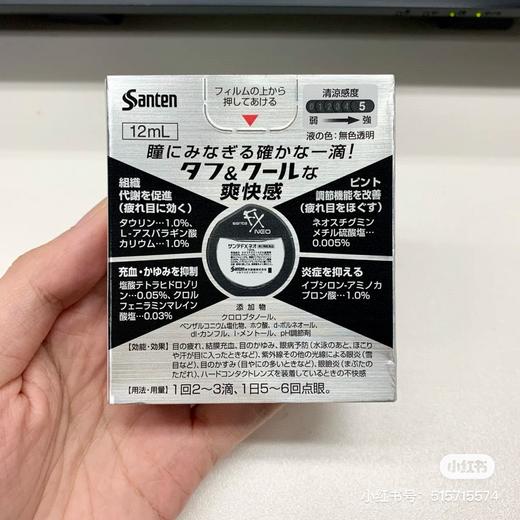 Santen
12mL
フィルムの上から
押してあける
清涼感度
0 1 2 3 4 5
弱 強
液の色：無色透明
瞳にみなぎる確かな一滴！
タフ&クールな
爽快感
組織
代謝を促進
(疲れ目に効く)
タウリン…1.0%、
L-アスパラギン酸
カリウム…1.0%
ピント
調節機能を改善
(疲れ目をほぐす)
ネオスチグミン
メチル硫酸塩…
0.005%
sante
FX
NEO
サンテFXネオ
Santen
充血・かゆみを抑制
塩酸テトラヒドロゾリ
ン…0.05%、クロル
フェニラミンマレイン
酸塩…0.03%
炎症を抑える
イプシロン-アミノカ
プロン酸…1.0%
添加物
クロロブタノール、
ベンザルコニウム塩化物、ホウ酸、d-ボルネオール、
dl-カンフル、l-メントール、pH調節剤
【効能・効果】目の疲れ、結膜充血、目のかゆみ、眼病予防（水泳のあと、ほこり
や汗が目に入ったときなど）、紫外線その他の光線による眼炎（雪
目など）、目のかすみ（目やにの多いときなど）、眼瞼炎（まぶたの
ただれ）、ハードコンタクトレンズを装着しているときの不快感
【用法・用量】1回2〜3滴、1日5〜6回点眼。
小红书
小红书号：515715574